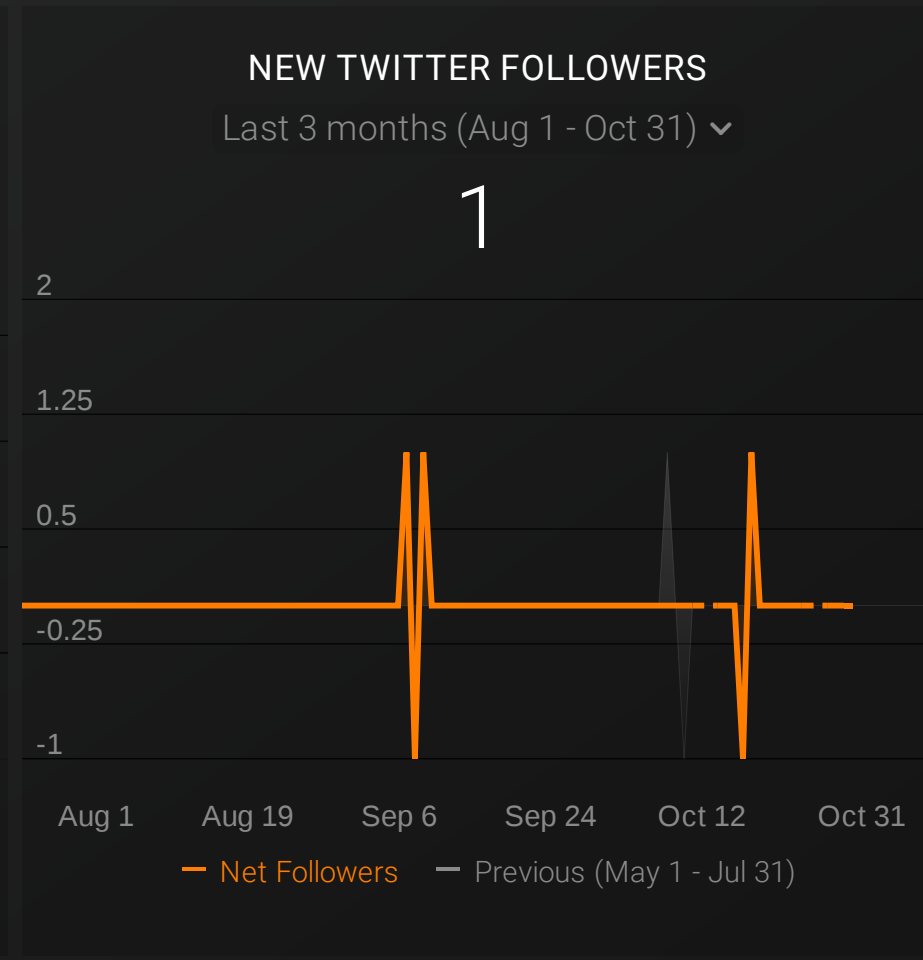 NEW TWITTER FOLLOWERS
Last 3 months (Aug 1 - Oct 31)
1
2
1.25
0.5
-0.25
-1
Aug 1 Aug 19 Sep 6 Sep 24 Oct 12 Oct 31
Net Followers Previous (May 1 - Jul 31)